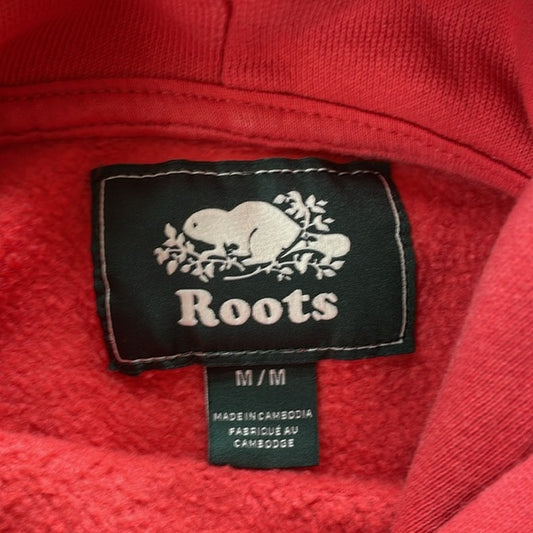 Roots
M/M
MADE IN CAMBODIA
FABRIQUÉ AU
CAMBODGE